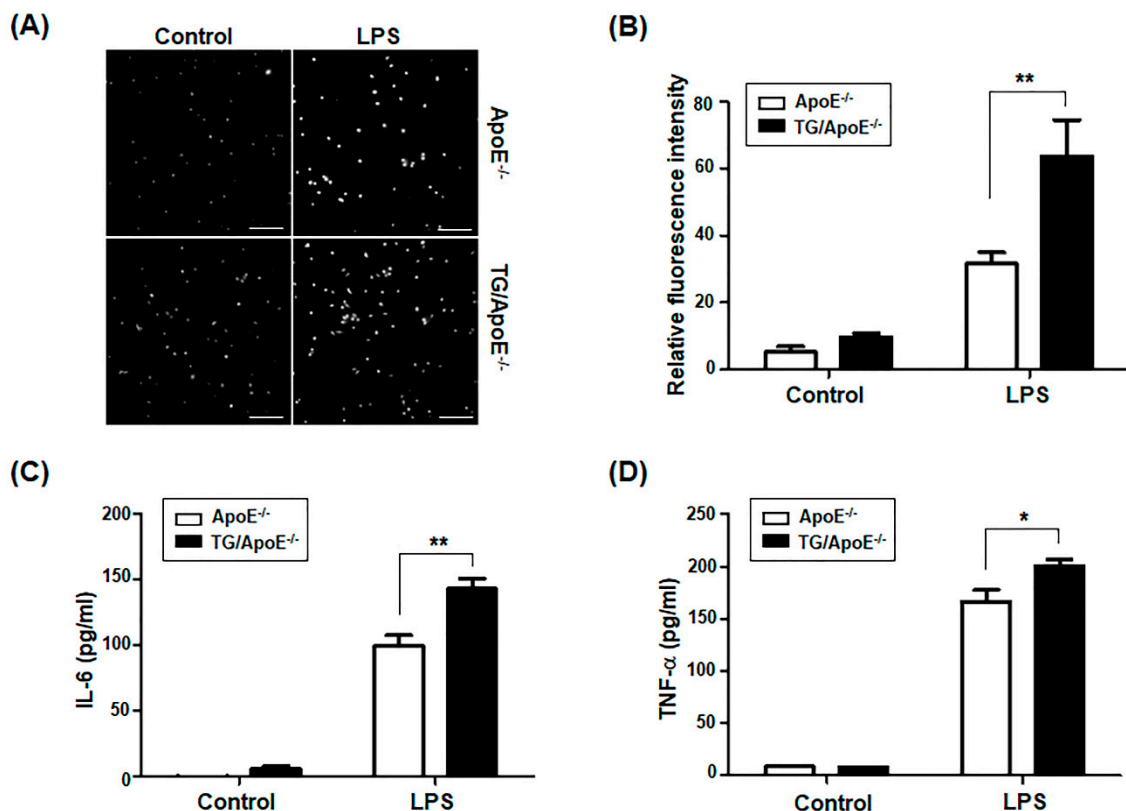 (A)
Control LPS
ApoE-/-
TG/ApoE-/-
(B)
**
ApoE-/-
TG/ApoE-/-
Relative fluorescence intensity
80
60
40
20
0
Control LPS
(C)
**
ApoE-/-
TG/ApoE-/-
IL-6 (pg/ml)
200
150
100
50
0
Control LPS
(D)
*
ApoE-/-
TG/ApoE-/-
TNF-α (pg/ml)
250
200
150
100
50
0
Control LPS